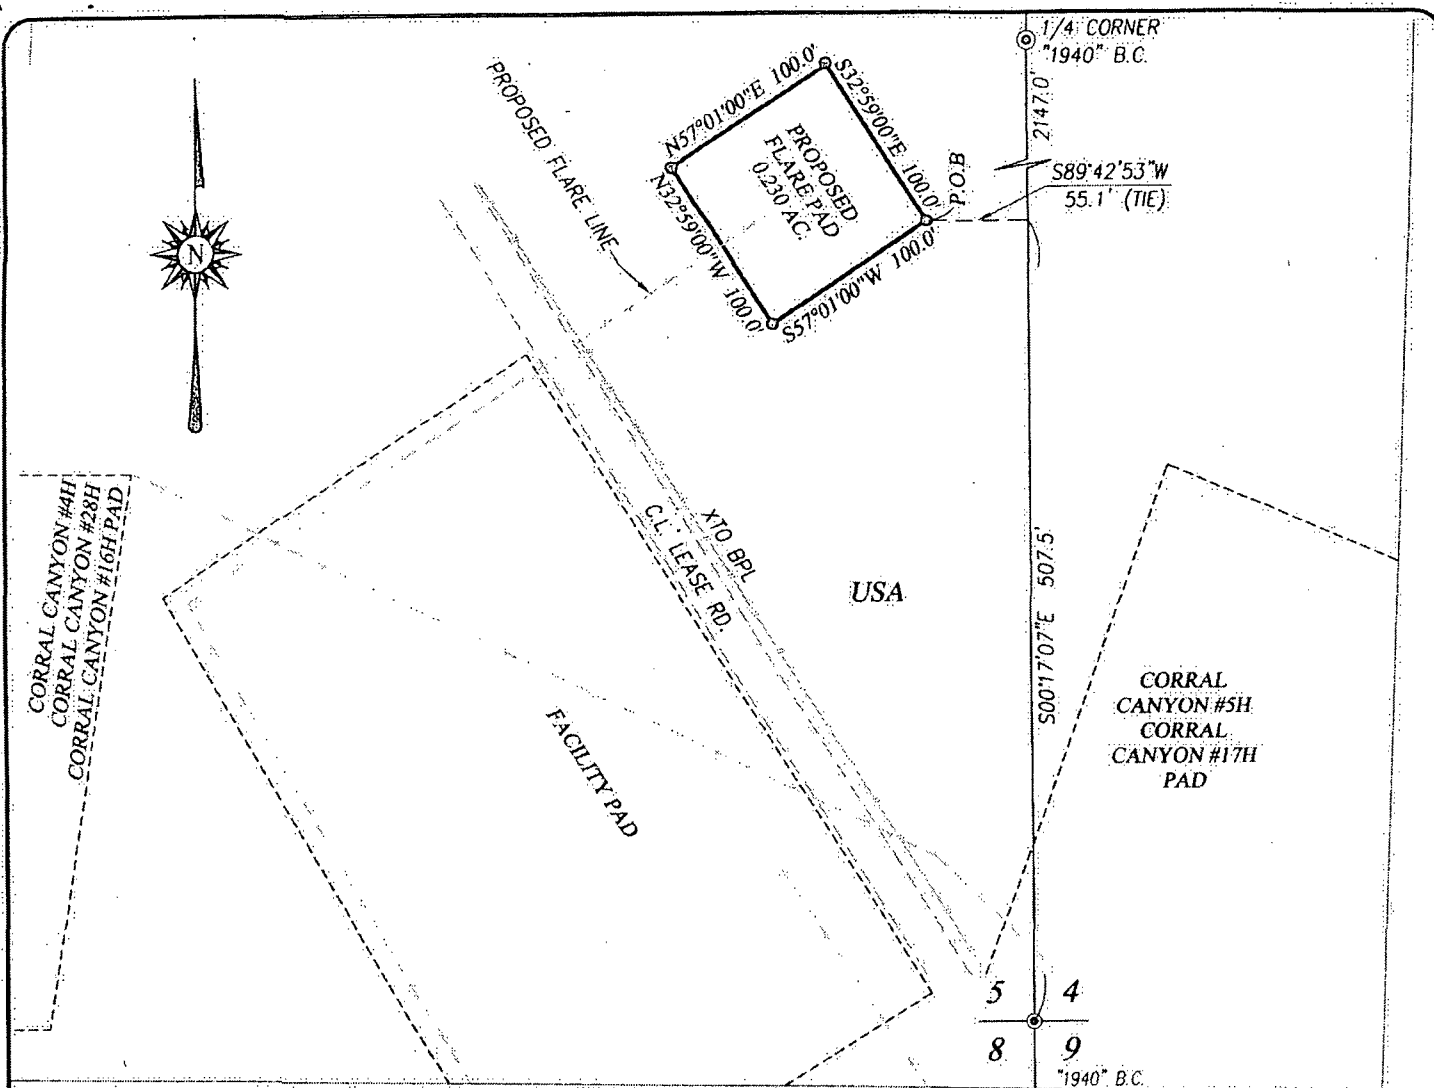 1/4 CORNER
"1940" B.C.
2147.0'
S89°42'53"W
55.1' (TIE)
P.O.B
N57°01'00"E 100.0'
S32°59'00"E 100.0'
PROPOSED
FLARE PAD
0.230 AC.
N32°59'00"W 100.0'
S57°01'00"W 100.0'
PROPOSED FLARE LINE
N
CORRAL CANYON #4H
CORRAL CANYON #28H
CORRAL CANYON #16H PAD
XTO BPL
C.L. LEASE RD.
USA
S00°17'07"E 507.5'
FACILITY PAD
CORRAL
CANYON #5H
CORRAL
CANYON #17H
PAD
5 4
8 9
"1940" B.C.